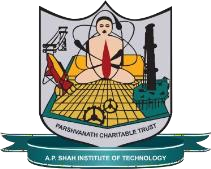 PARSHVANATH CHARITABLE TRUST
A.P. SHAH INSTITUTE OF TECHNOLOGY